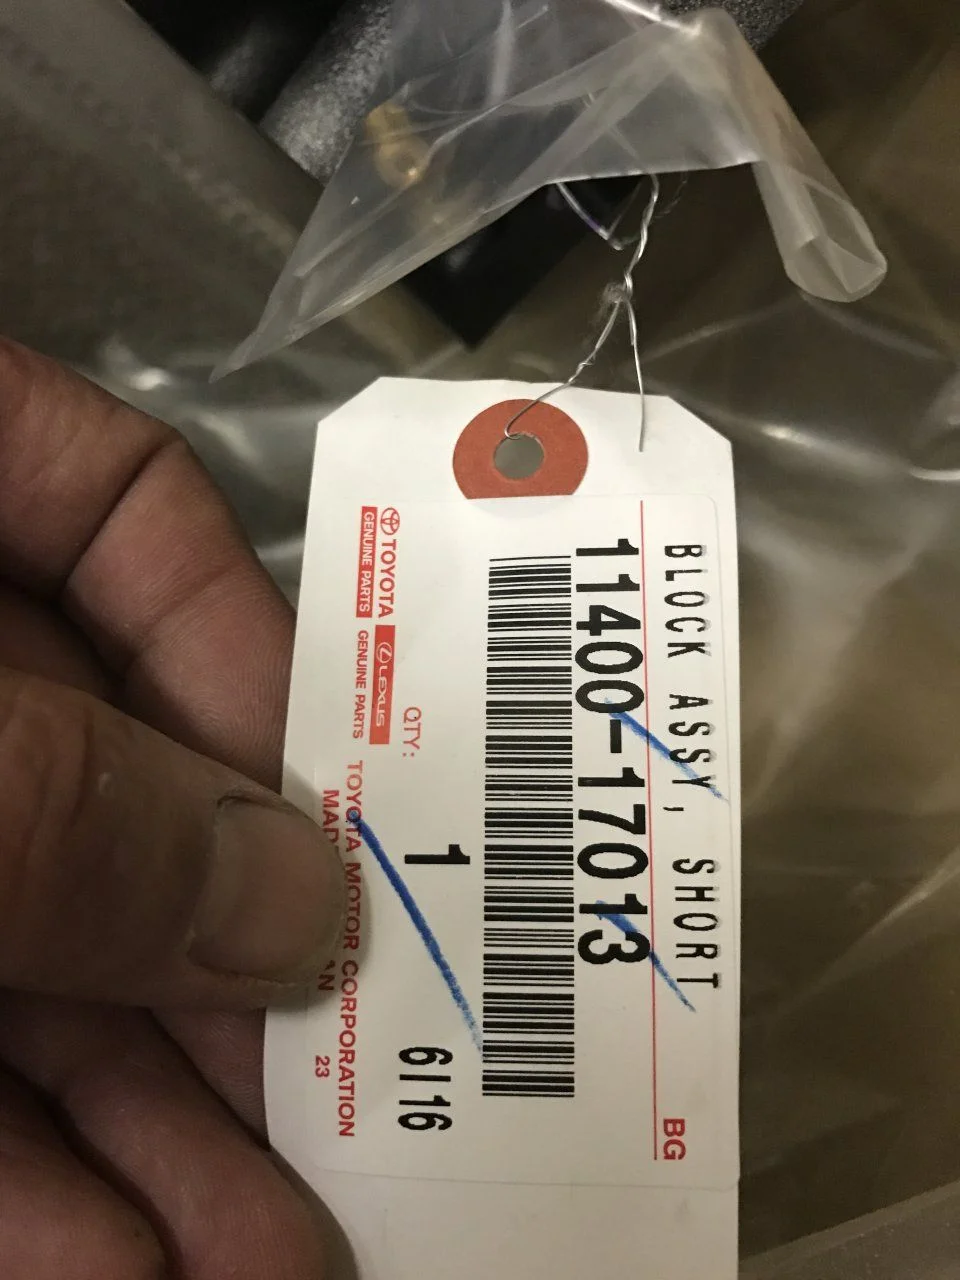 BLOCK ASSY, SHORT
BG
11400-17013
QTY: 1
6I16
TOYOTA
GENUINE PARTS
LEXUS
GENUINE PARTS
TOYOTA MOTOR CORPORATION
23